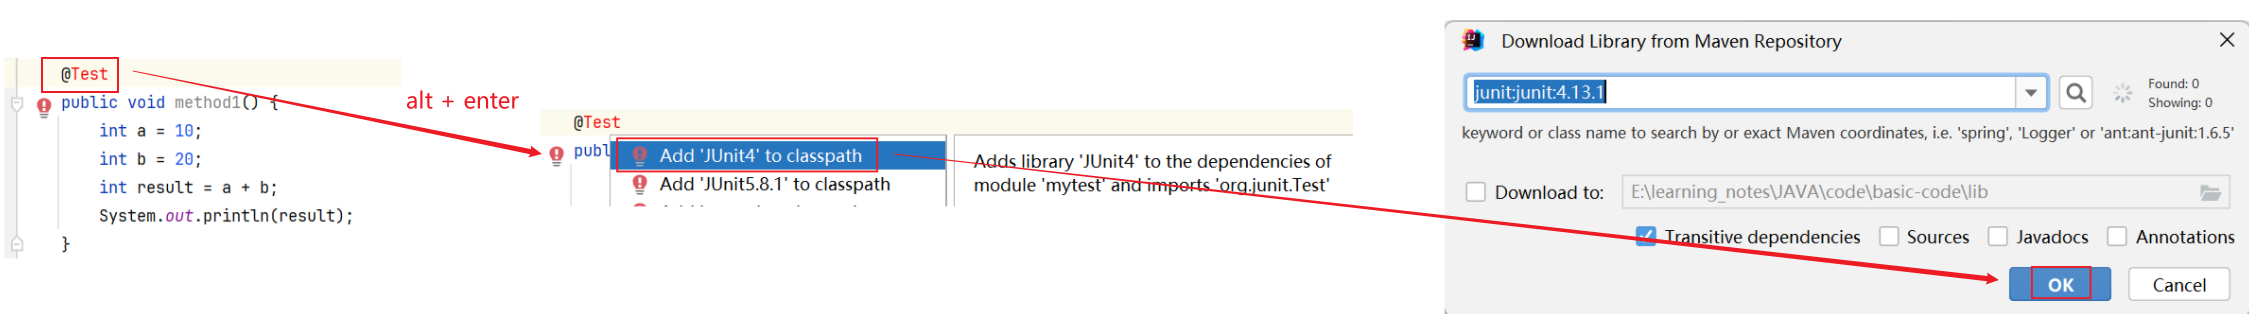 @Test
public void method1() {
int a = 10;
int b = 20;
int result = a + b;
System.out.println(result);
}
alt + enter
@Test
publ
Add 'JUnit4' to classpath
Add 'JUnit5.8.1' to classpath
Adds library 'JUnit4' to the dependencies of
module 'mytest' and imports 'org.junit.Test'
Download Library from Maven Repository
junit:junit:4.13.1
Found: 0
Showing: 0
keyword or class name to search by or exact Maven coordinates, i.e. 'spring', 'Logger' or 'ant:ant-junit:1.6.5'
Download to:
E:\learning_notes\JAVA\code\basic-code\lib
Transitive dependencies
Sources
Javadocs
Annotations
OK
Cancel